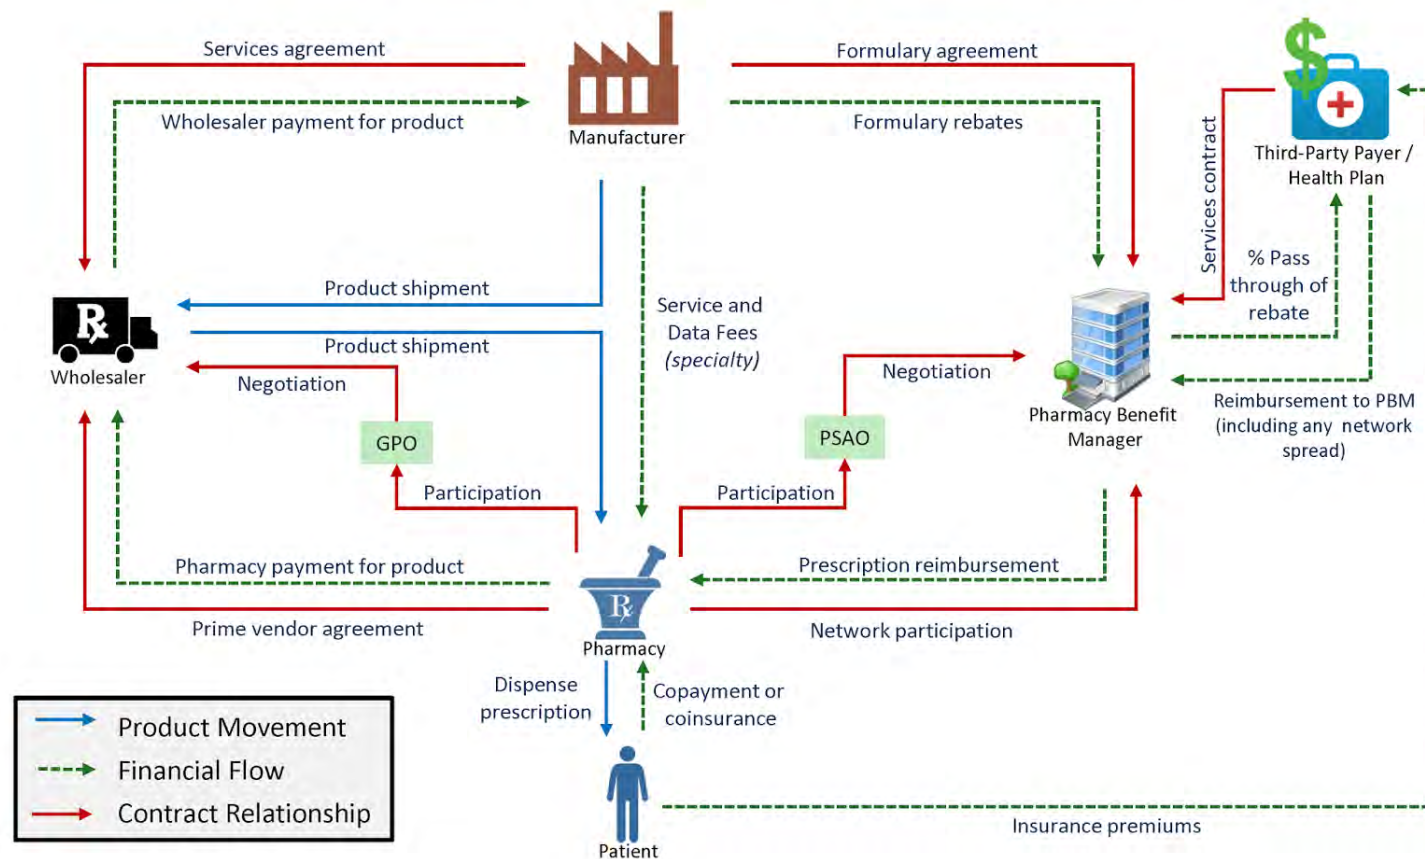 Services agreement
Formulary agreement
Wholesaler payment for product
Manufacturer
Formulary rebates
Third-Party Payer /
Health Plan
Services contract
% Pass
through of
rebate
Product shipment
Service and
Data Fees
(specialty)
Rx
Product shipment
Wholesaler
Negotiation
Negotiation
Reimbursement to PBM
(including any network
spread)
Pharmacy Benefit
Manager
GPO
PSAO
Participation
Participation
Pharmacy payment for product
Prescription reimbursement
Rx
Prime vendor agreement
Network participation
Pharmacy
Dispense
prescription
Copayment or
coinsurance
Product Movement
Financial Flow
Contract Relationship
Insurance premiums
Patient